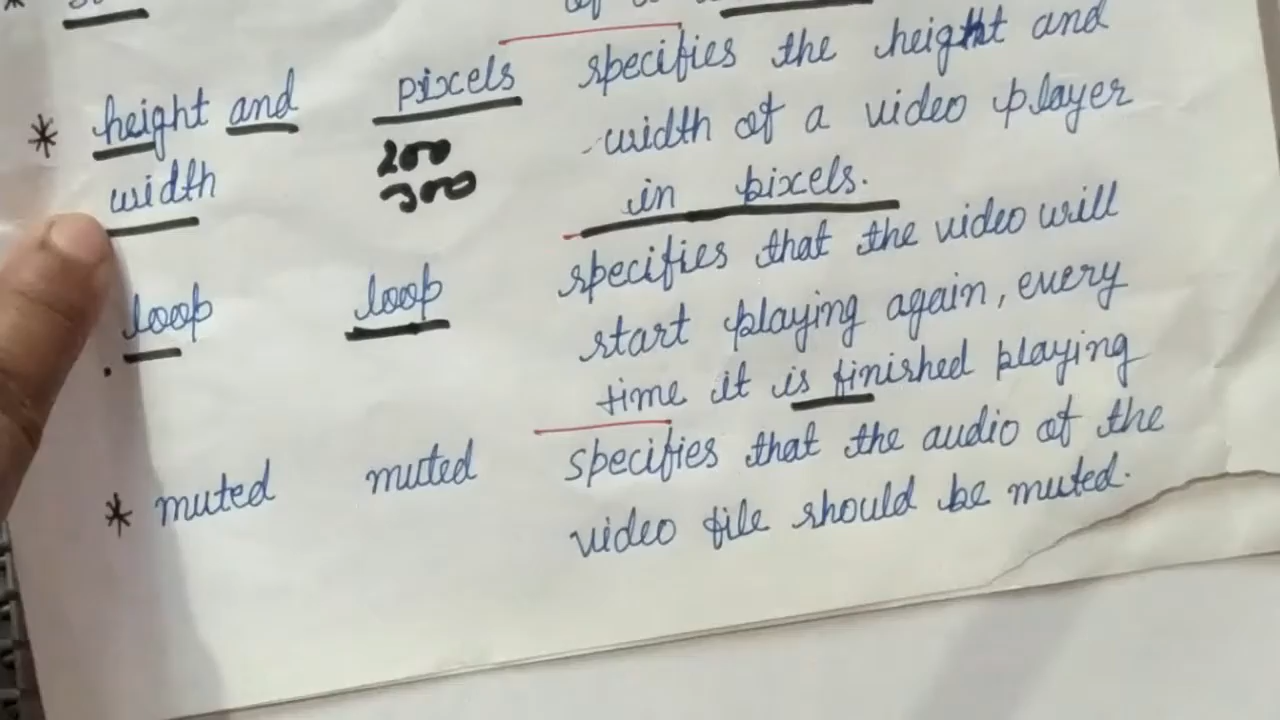 * height and pixels specifies the height and
width 200 width of a video player
300 in pixels.
loop loop specifies that the video will
start playing again, every
time it is finished playing
* muted muted specifies that the audio of the
video file should be muted.